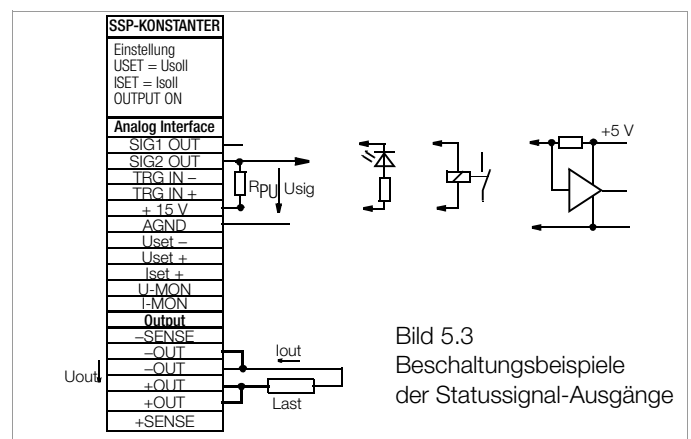 SSP-KONSTANTER
Einstellung
USET = Usoll
ISET = Isoll
OUTPUT ON
Analog Interface
SIG1 OUT
SIG2 OUT
TRG IN –
TRG IN +
+ 15 V
AGND
Uset –
Uset +
Iset +
U-MON
I-MON
Output
–SENSE
–OUT
–OUT
+OUT
+OUT
+SENSE
RPU
Usig
+5 V
Uout
Iout
Last
Bild 5.3
Beschaltungsbeispiele
der Statussignal-Ausgänge